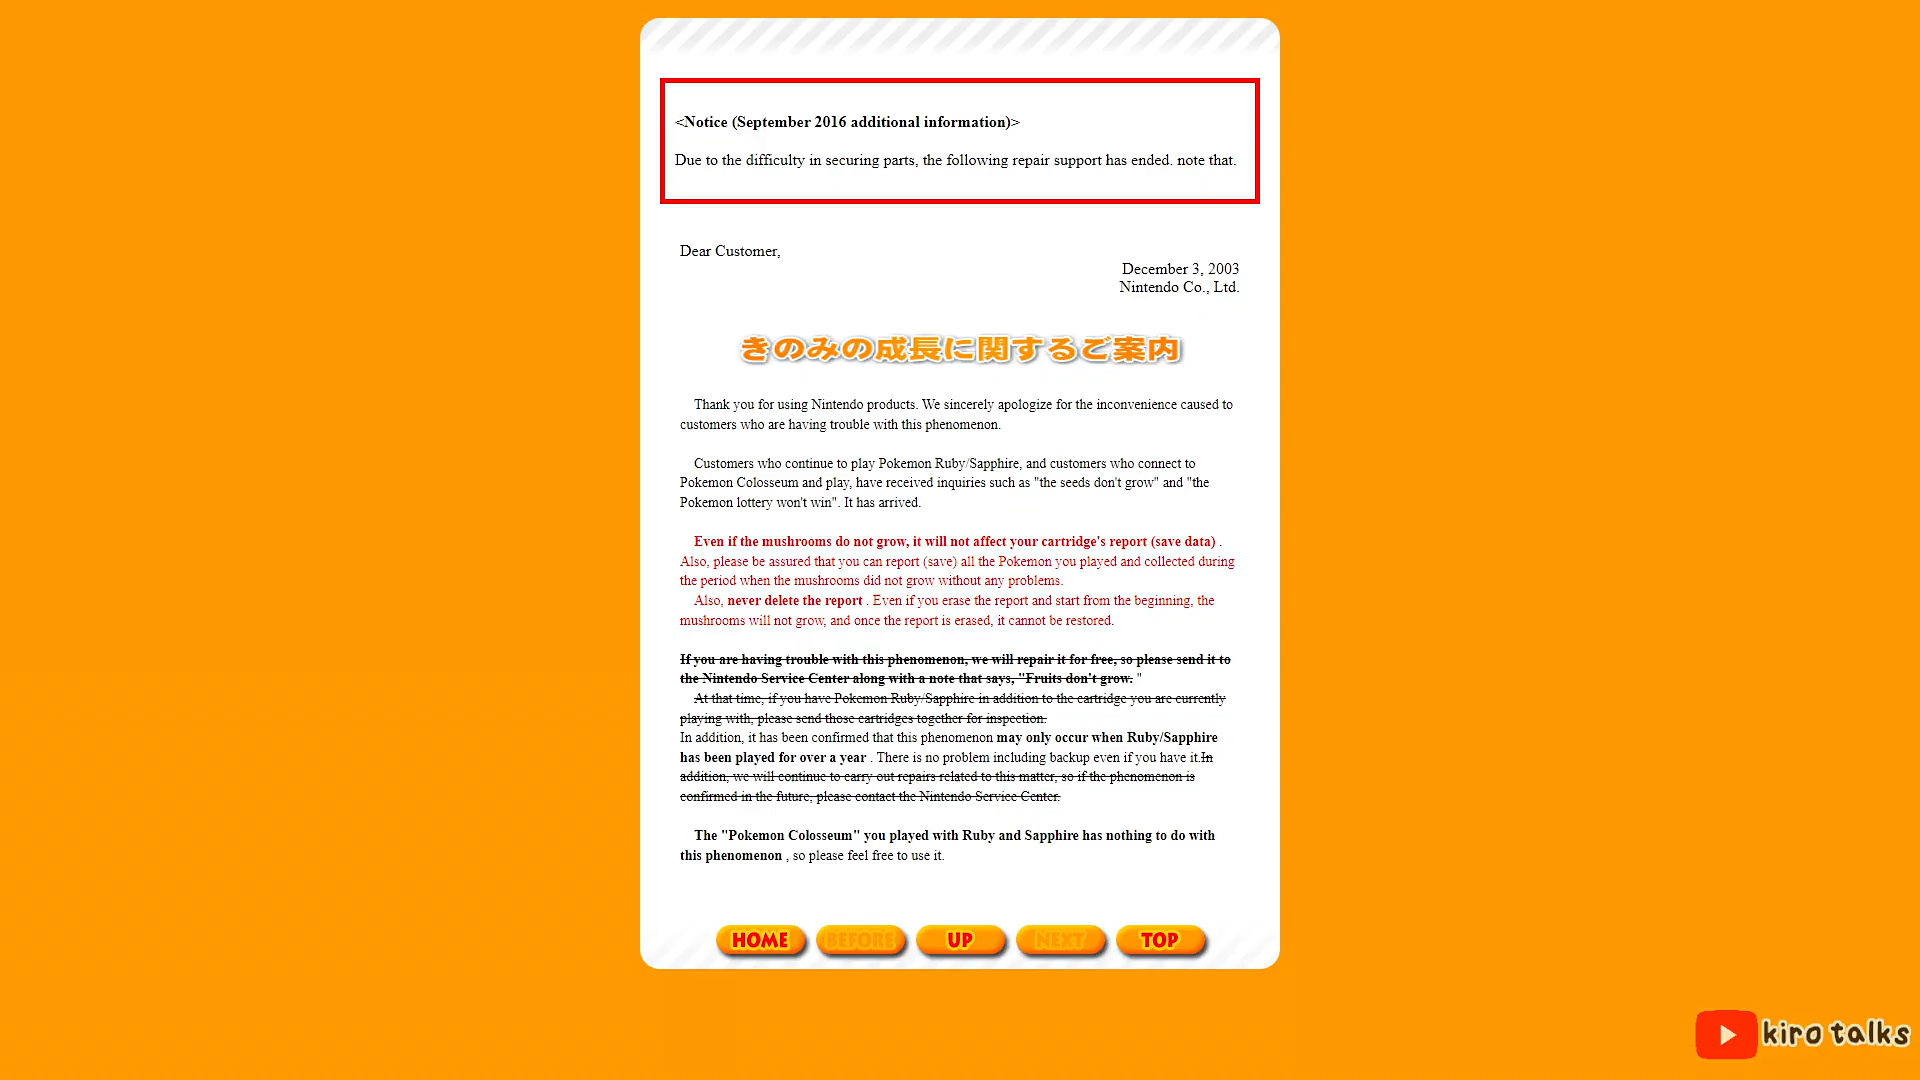 <Notice (September 2016 additional information)>
Due to the difficulty in securing parts, the following repair support has ended. note that.
Dear Customer,
December 3, 2003
Nintendo Co., Ltd.
きのみの成長に関するご案内
Thank you for using Nintendo products. We sincerely apologize for the inconvenience caused to
customers who are having trouble with this phenomenon.
Customers who continue to play Pokemon Ruby/Sapphire, and customers who connect to
Pokemon Colosseum and play, have received inquiries such as "the seeds don't grow" and "the
Pokemon lottery won't win". It has arrived.
Even if the mushrooms do not grow, it will not affect your cartridge's report (save data) .
Also, please be assured that you can report (save) all the Pokemon you played and collected during
the period when the mushrooms did not grow without any problems.
Also, never delete the report . Even if you erase the report and start from the beginning, the
mushrooms will not grow, and once the report is erased, it cannot be restored.
If you are having trouble with this phenomenon, we will repair it for free, so please send it to
the Nintendo Service Center along with a note that says, "Fruits don't grow. "
At that time, if you have Pokemon Ruby/Sapphire in addition to the cartridge you are currently
playing with, please send those cartridges together for inspection.
In addition, it has been confirmed that this phenomenon may only occur when Ruby/Sapphire
has been played for over a year . There is no problem including backup even if you have it.In
addition, we will continue to carry out repairs related to this matter, so if the phenomenon is
confirmed in the future, please contact the Nintendo Service Center.
The "Pokemon Colosseum" you played with Ruby and Sapphire has nothing to do with
this phenomenon , so please feel free to use it.
HOME BEFORE UP NEXT TOP
kiro talks